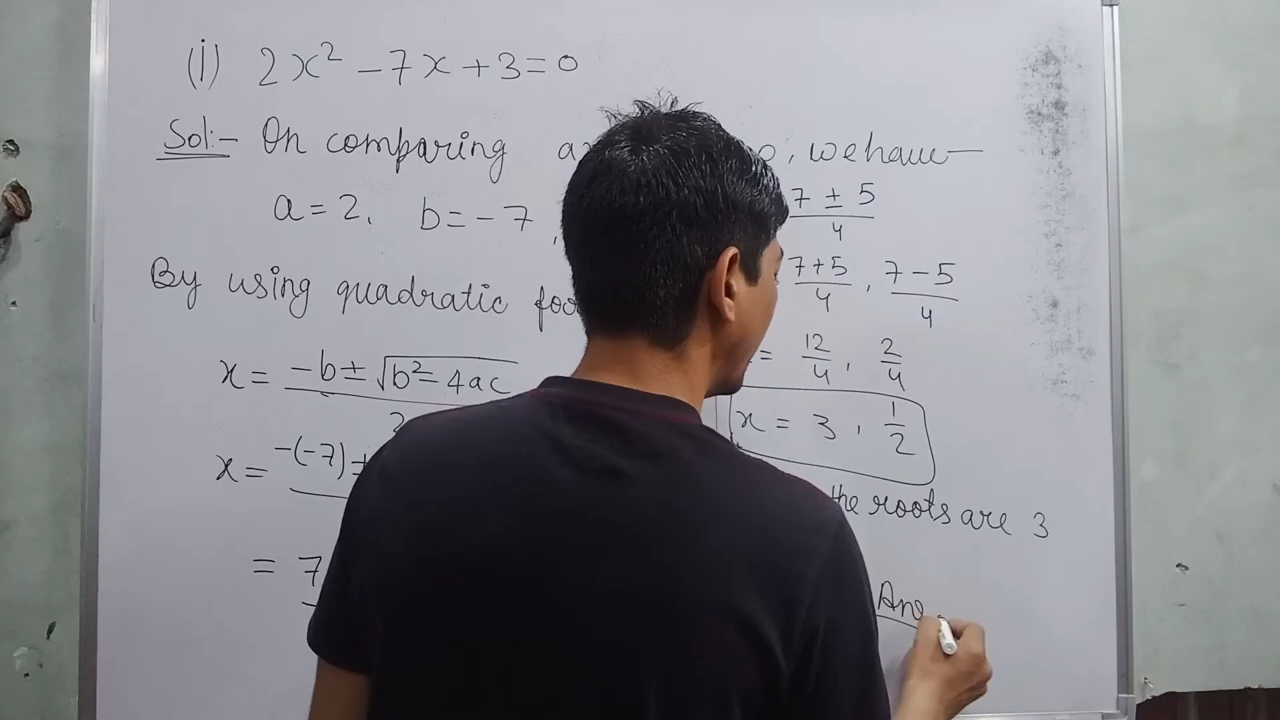 (i) 2x² - 7x + 3 = 0
Sol:- On comparing a , we have —
a = 2, b = -7,
By using quadratic
x = -b ± √b² - 4ac
x = -(-7) ±
= 7
7 ± 5 / 4
7+5 / 4 , 7-5 / 4
= 12/4 , 2/4
x = 3 , 1/2
the roots are 3
Ans